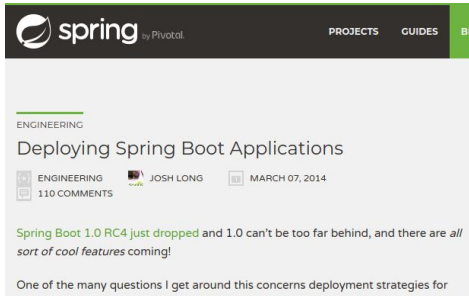 spring by Pivotal.
PROJECTS GUIDES B
ENGINEERING
Deploying Spring Boot Applications
ENGINEERING JOSH LONG MARCH 07, 2014
110 COMMENTS
Spring Boot 1.0 RC4 just dropped and 1.0 can't be too far behind, and there are all
sort of cool features coming!
One of the many questions I get around this concerns deployment strategies for